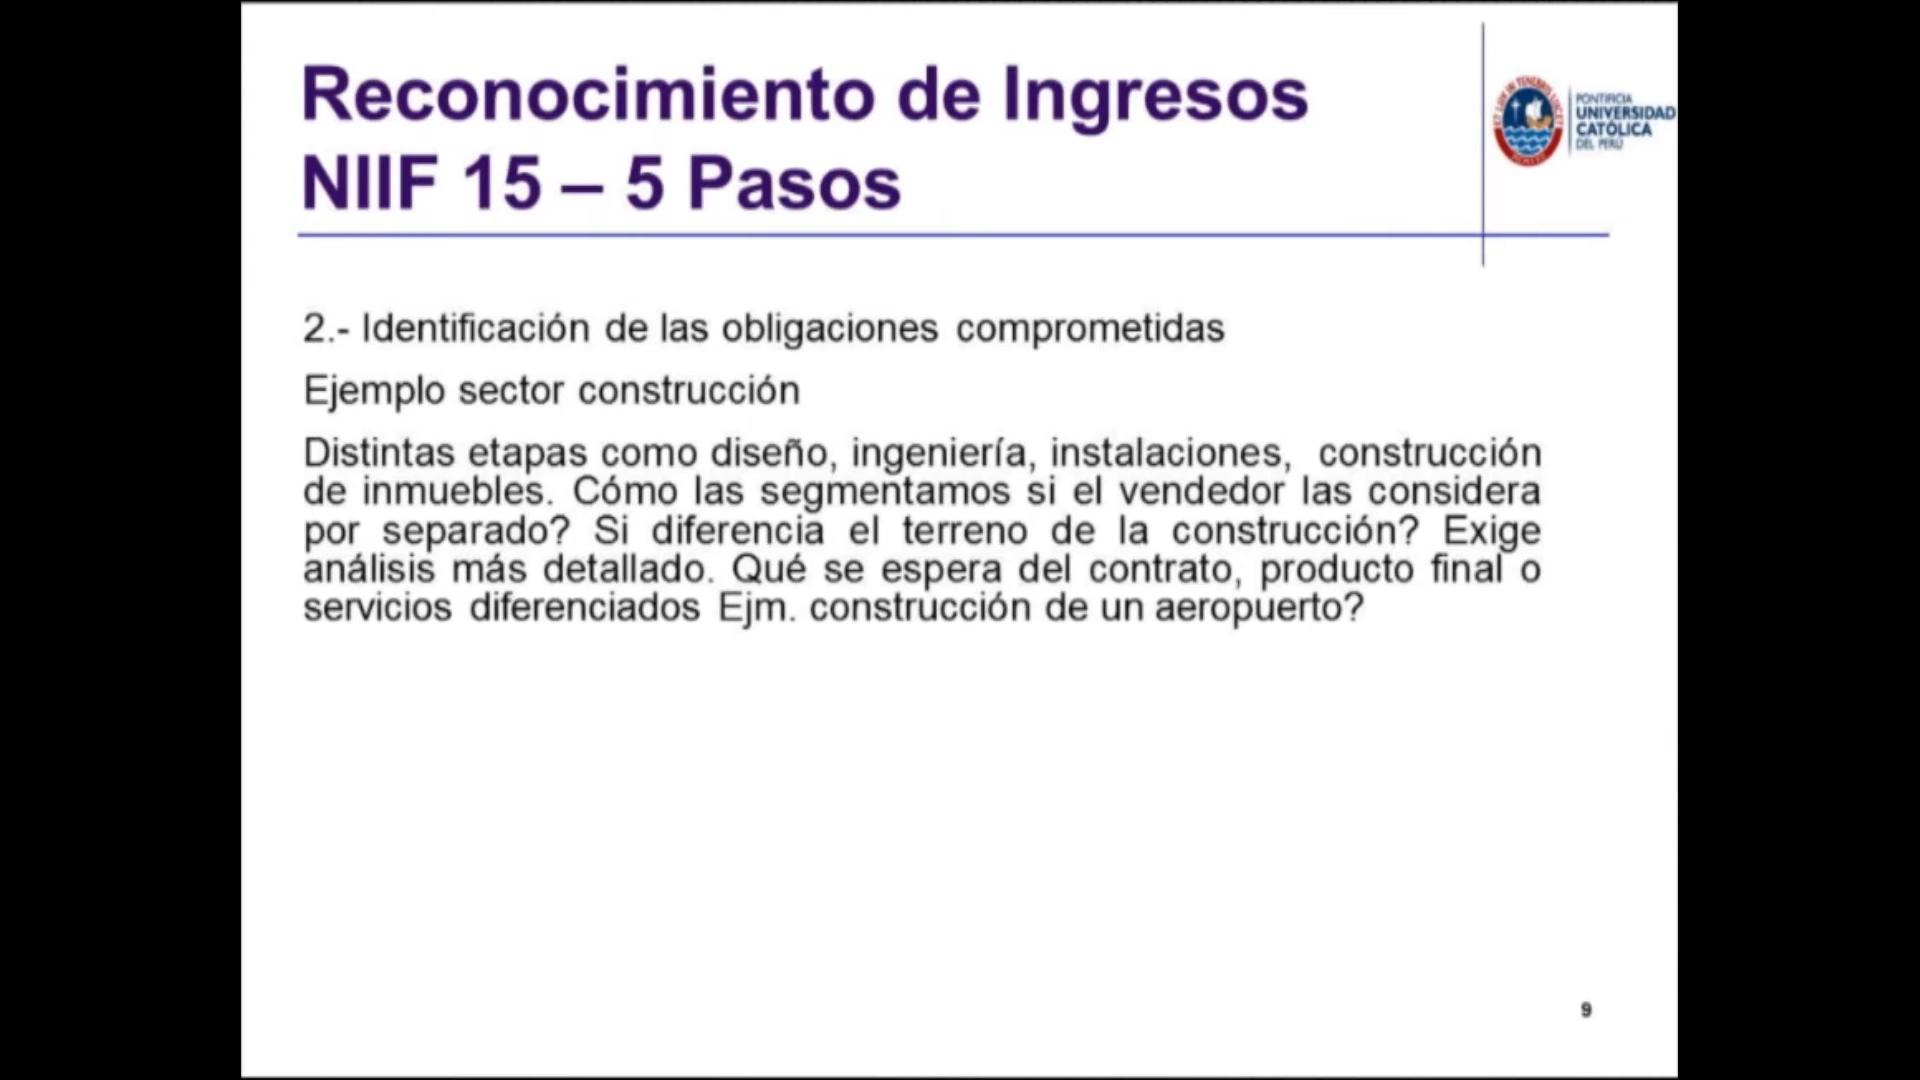 Reconocimiento de Ingresos
NIIF 15 – 5 Pasos
PONTIFICIA
UNIVERSIDAD
CATÓLICA
DEL PERÚ
2.- Identificación de las obligaciones comprometidas
Ejemplo sector construcción
Distintas etapas como diseño, ingeniería, instalaciones, construcción
de inmuebles. Cómo las segmentamos si el vendedor las considera
por separado? Si diferencia el terreno de la construcción? Exige
análisis más detallado. Qué se espera del contrato, producto final o
servicios diferenciados Ejm. construcción de un aeropuerto?
9